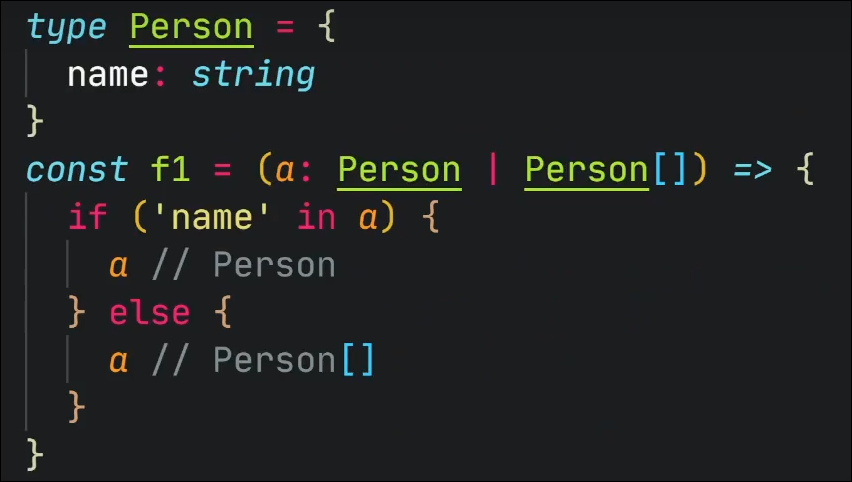 type Person = {
  name: string
}
const f1 = (a: Person | Person[]) => {
  if ('name' in a) {
    a // Person
  } else {
    a // Person[]
  }
}